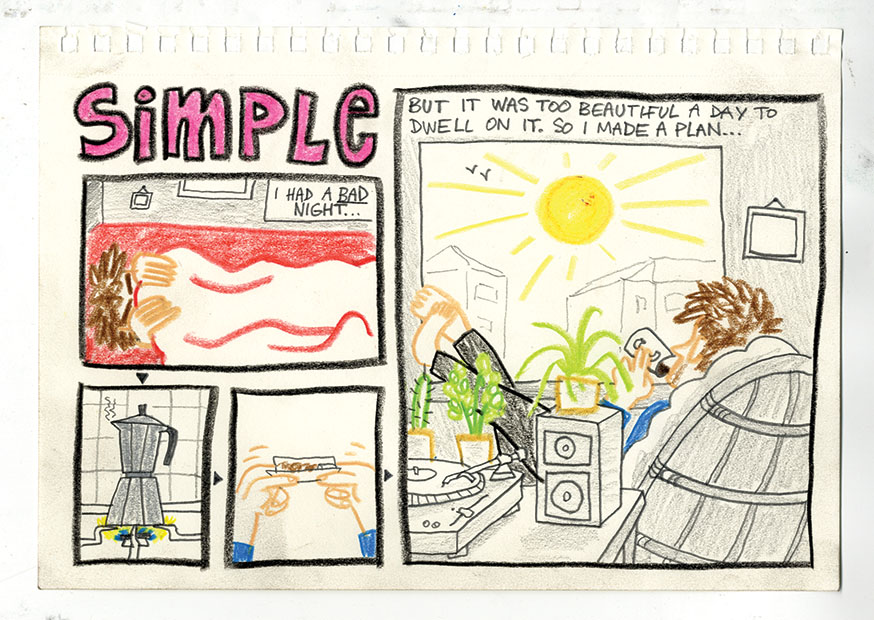 SIMPLE
I HAD A BAD
NIGHT...
BUT IT WAS TOO BEAUTIFUL A DAY TO
DWELL ON IT. SO I MADE A PLAN...